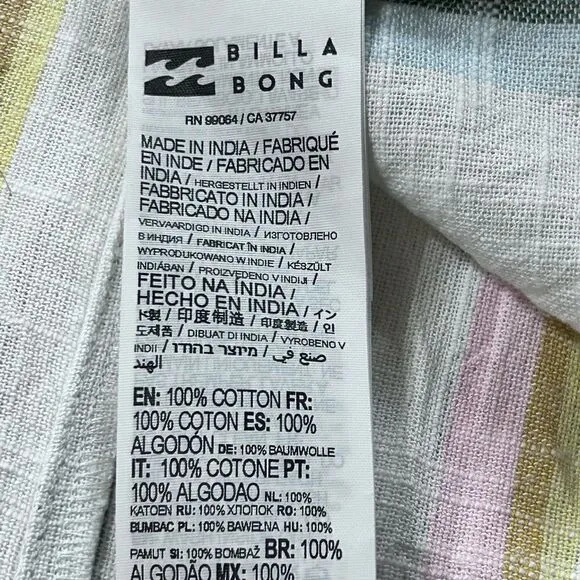 BILLA
BONG
RN 99064 / CA 37757
MADE IN INDIA / FABRIQUÉ
EN INDE / FABRICADO EN
INDIA / HERGESTELLT IN INDIEN /
FABBRICATO IN INDIA /
FABRICADO NA INDIA /
VERVAARDIGD IN INDIA / ИЗГОТОВЛЕНО
В ИНДИЯ / FABRICAT ÎN INDIA /
WYPRODUKOWANO W.INDIE / KÉSZÜLT
INDIÁBAN / PROIZVEDENO V INDIJI /
FEITO NA INDIA /
HECHO EN INDIA / イン
ド製 / 印度制造 / 印度製造 / 인
도제품 / DIBUAT DI INDIA / VYROBENO V
INDII / מיוצר בהודו / صنع في
الهند
EN: 100% COTTON FR:
100% COTON ES: 100%
ALGODÓN DE: 100% BAUMWOLLE
IT: 100% COTONE PT:
100% ALGODAO NL: 100%
KATOEN RU: 100% ХЛОПОК RO: 100%
BUMBAC PL: 100% BAWEŁNA HU: 100%
PAMUT SI: 100% BOMBAŽ BR: 100%
ALGODÃO MX: 100%